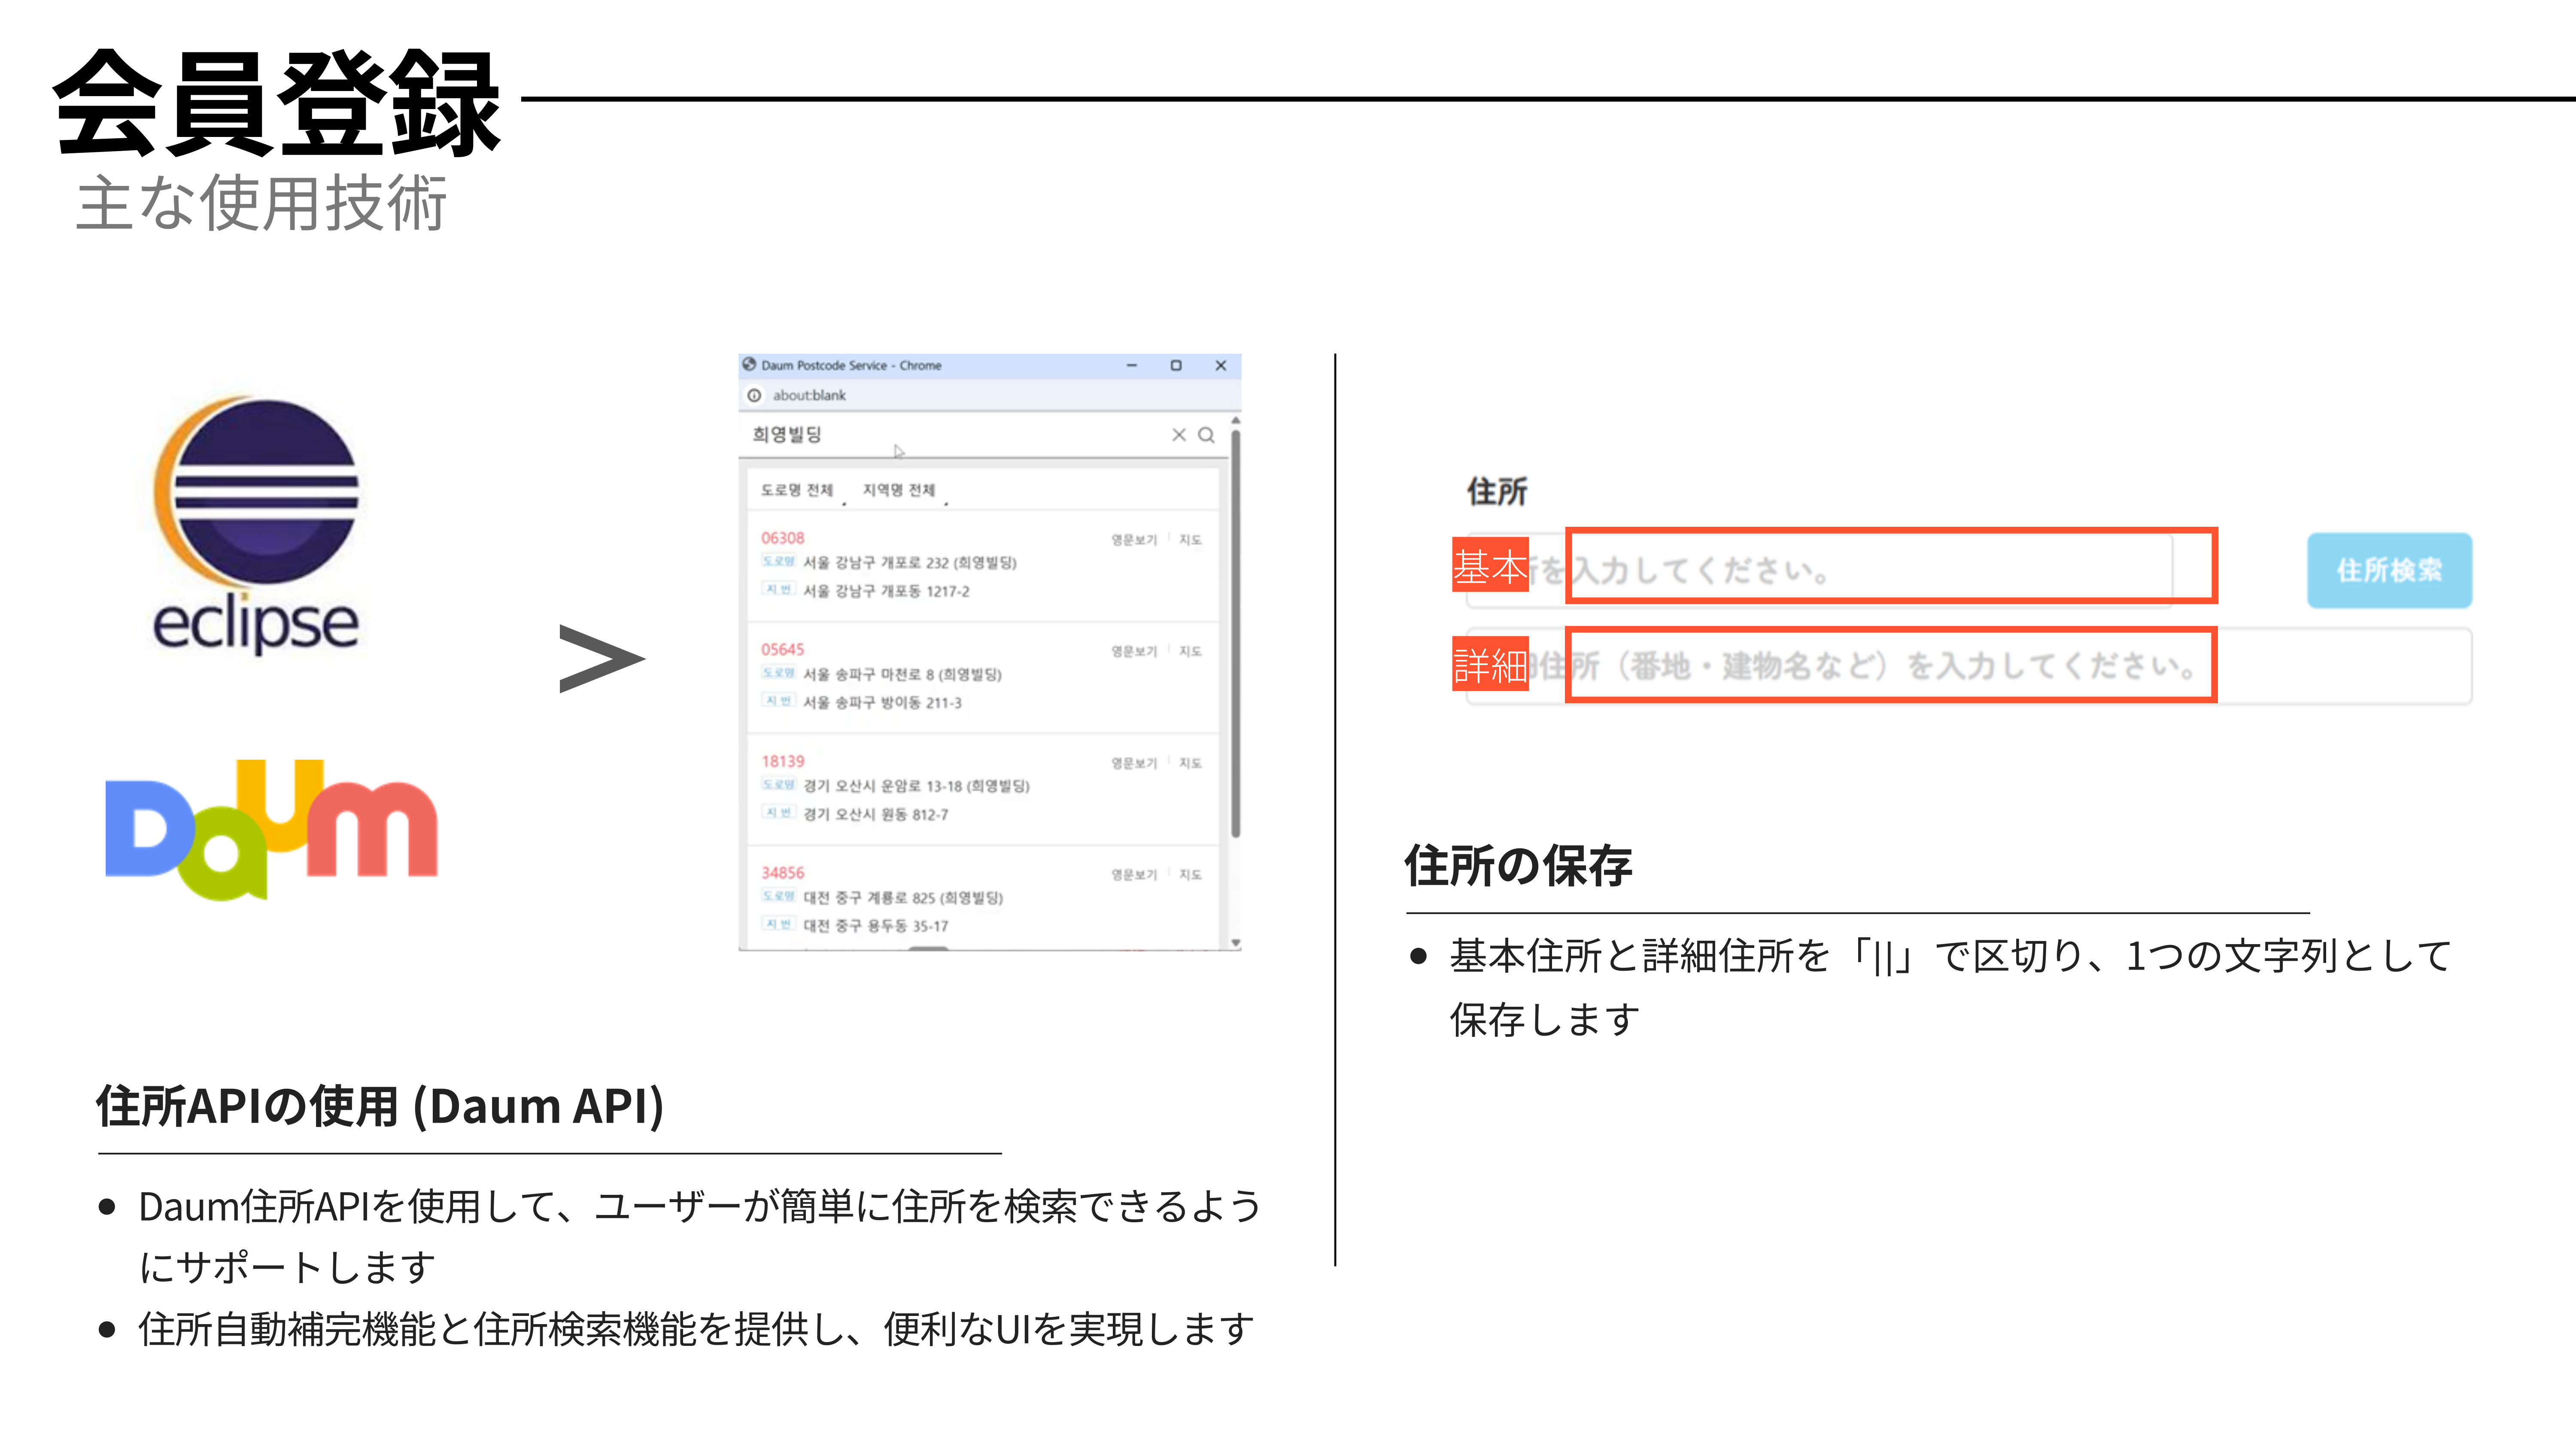 会員登録
主な使用技術
eclipse
Daum
>
Daum Postcode Service - Chrome
about:blank
희영빌딩
도로명 전체 지역명 전체
06308 영문보기 지도
도로명 서울 강남구 개포로 232 (희영빌딩)
지번 서울 강남구 개포동 1217-2
05645 영문보기 지도
도로명 서울 송파구 마천로 8 (희영빌딩)
지번 서울 송파구 방이동 211-3
18139 영문보기 지도
도로명 경기 오산시 운암로 13-18 (희영빌딩)
지번 경기 오산시 원동 812-7
34856 영문보기 지도
도로명 대전 중구 계룡로 825 (희영빌딩)
지번 대전 중구 용두동 35-17
住所APIの使用 (Daum API)
• Daum住所APIを使用して、ユーザーが簡単に住所を検索できるよう
にサポートします
• 住所自動補完機能と住所検索機能を提供し、便利なUIを実現します
住所
基本 を入力してください。 住所検索
詳細 住所（番地・建物名など）を入力してください。
住所の保存
• 基本住所と詳細住所を「||」で区切り、1つの文字列として
保存します